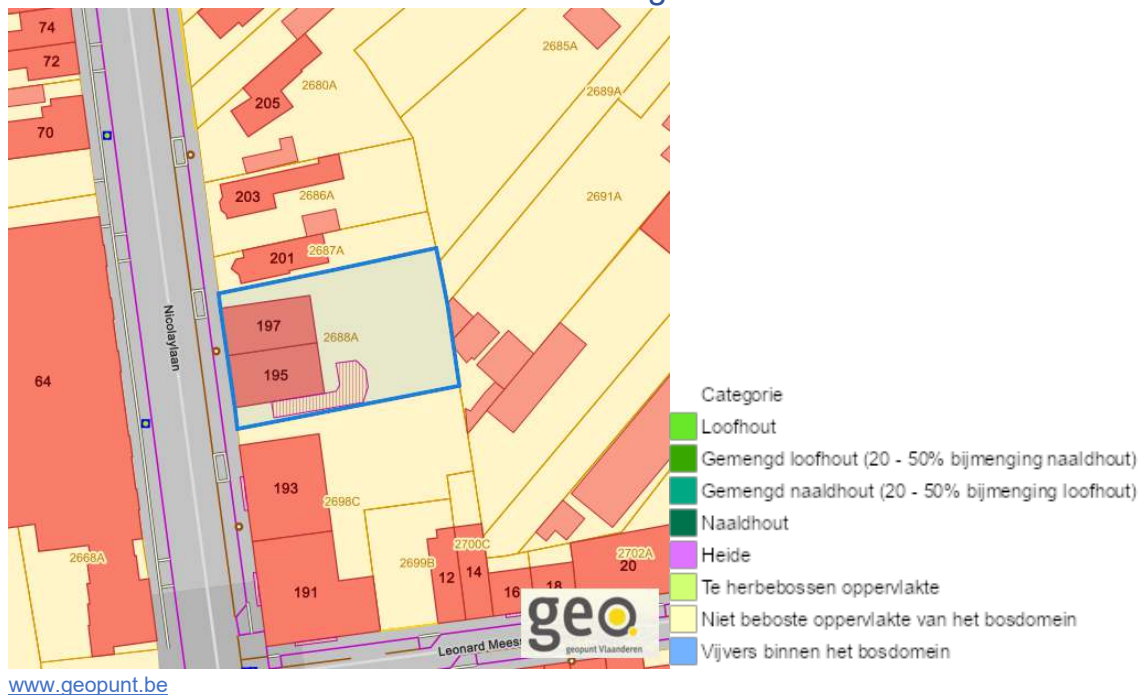 74
72
70
2685A
2680A
2689A
205
203
2686A
2691A
201
2687A
Nicolaylaan
197
2688A
195
64
193
2698C
2668A
2699B
2700C
2702A
12
14
16
18
20
191
Leonard Meess
geo.
geopunt Vlaanderen
www.geopunt.be
Categorie
Loofhout
Gemengd loofhout (20 - 50% bijmenging naaldhout)
Gemengd naaldhout (20 - 50% bijmenging loofhout)
Naaldhout
Heide
Te herbebossen oppervlakte
Niet beboste oppervlakte van het bosdomein
Vijvers binnen het bosdomein